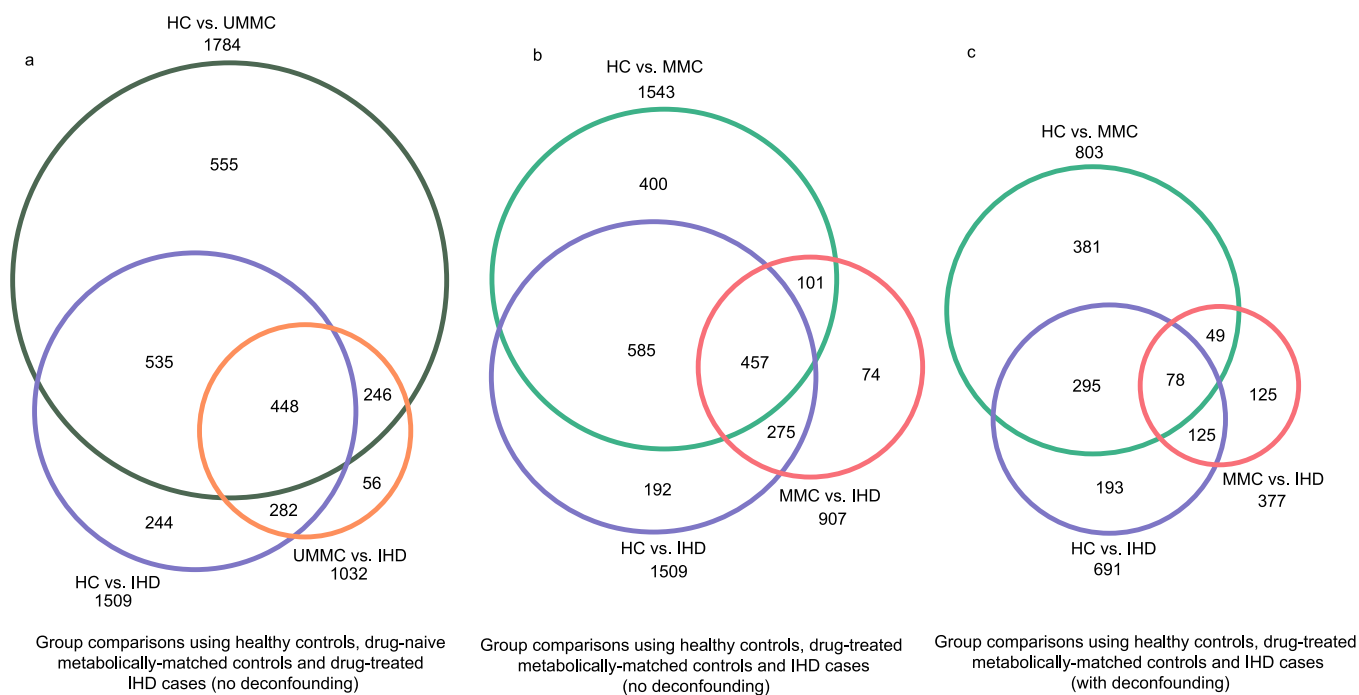 a
HC vs. UMMC
1784
555
535
448
246
56
282
244
UMMC vs. IHD
1032
HC vs. IHD
1509
Group comparisons using healthy controls, drug-naive
metabolically-matched controls and drug-treated
IHD cases (no deconfounding)
b
HC vs. MMC
1543
400
101
585
457
74
275
192
MMC vs. IHD
907
HC vs. IHD
1509
Group comparisons using healthy controls, drug-treated
metabolically-matched controls and IHD cases
(no deconfounding)
c
HC vs. MMC
803
381
49
295
78
125
125
193
MMC vs. IHD
377
HC vs. IHD
691
Group comparisons using healthy controls, drug-treated
metabolically-matched controls and IHD cases
(with deconfounding)